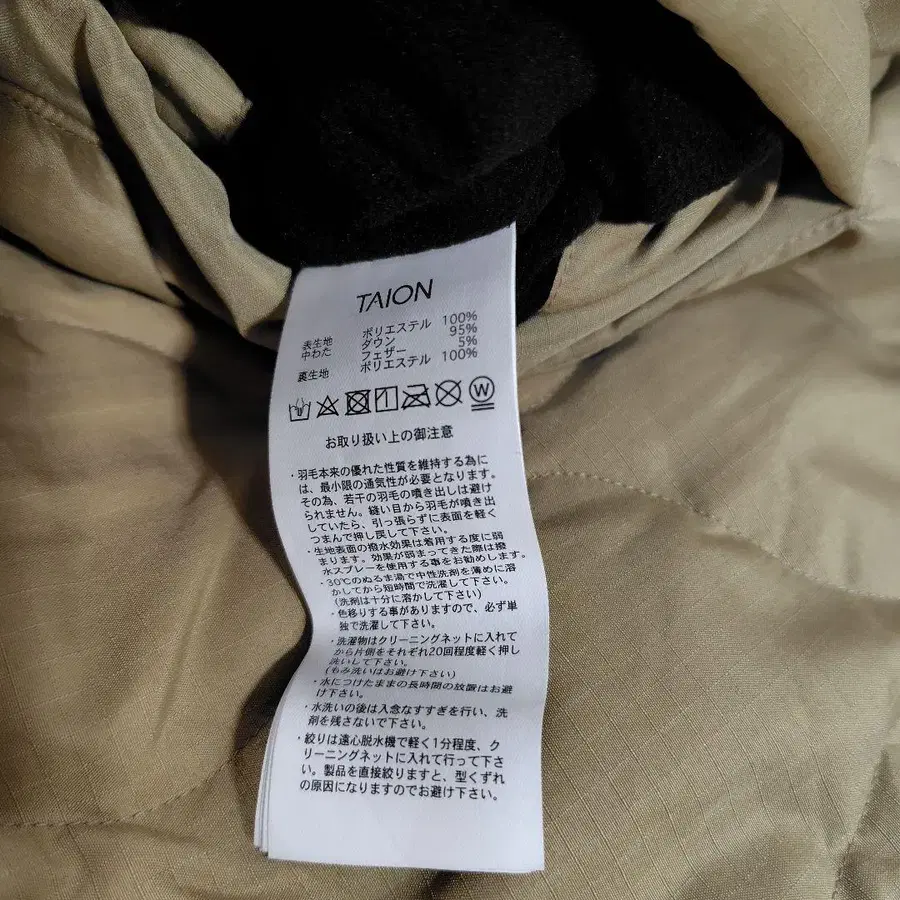 TAION
表生地 ポリエステル 100%
中わた ダウン 95%
フェザー 5%
裏生地 ポリエステル 100%
W
お取り扱い上の御注意
・羽毛本来の優れた性質を維持する為に
は、最小限の通気性が必要となります。
その為、若干の羽毛の噴き出しは避け
られません。縫い目から羽毛が噴き出
していたら、引っ張らずに表面を軽く
つまんで押し戻して下さい。
・生地表面の撥水効果は着用する度に弱
まります。効果が弱まってきた際は撥
水スプレーを使用する事をお勧めします。
・30℃のぬるま湯で中性洗剤を薄めに溶
かしてから短時間で洗濯して下さい。
(洗剤は十分に溶かして下さい)
・色移りする事がありますので、必ず単
独で洗濯して下さい。
・洗濯物はクリーニングネットに入れて
から片側をそれぞれ20回程度軽く押し
洗いして下さい。
(もみ洗いはお避け下さい)
・水につけたままの長時間の放置はお避
け下さい。
・水洗いの後は入念なすすぎを行い、洗
剤を残さないで下さい。
・絞りは遠心脱水機で軽く1分程度、ク
リーニングネットに入れて行って下さ
い。製品を直接絞りますと、型くずれ
の原因になりますのでお避け下さい。